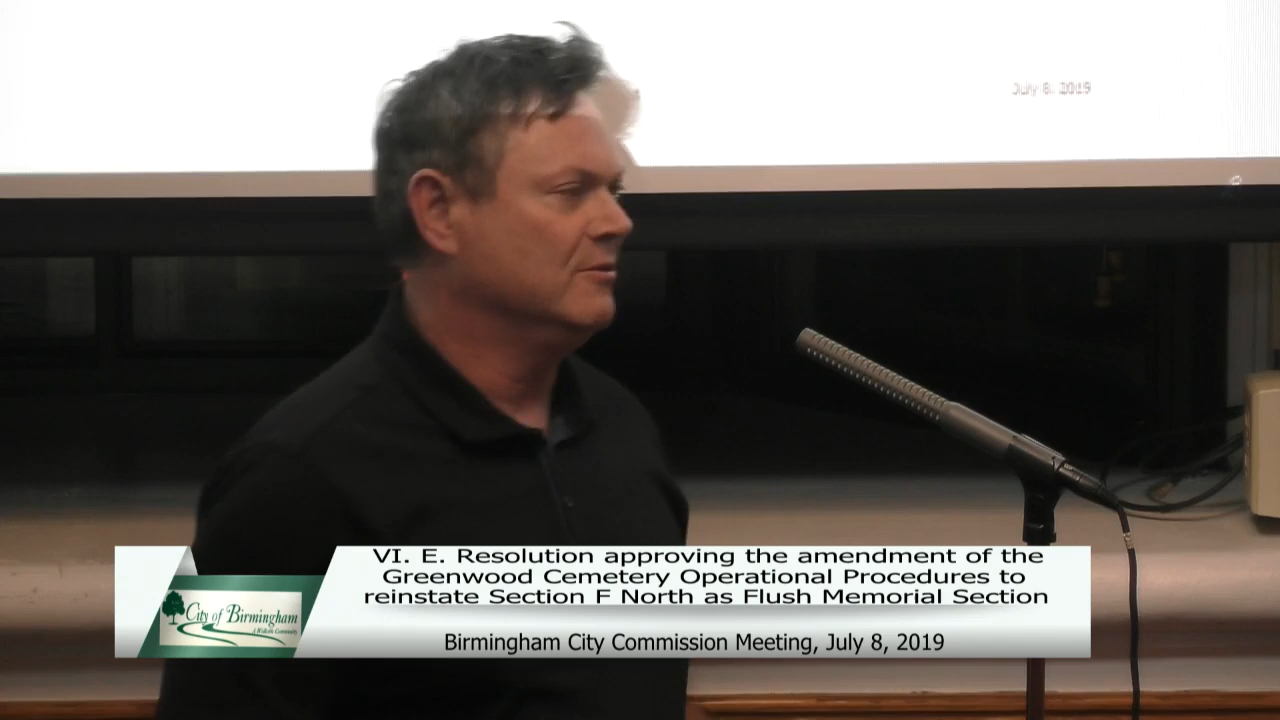 July 8, 2019
VI. E. Resolution approving the amendment of the
Greenwood Cemetery Operational Procedures to
reinstate Section F North as Flush Memorial Section
City of Birmingham
A Walkable Community
Birmingham City Commission Meeting, July 8, 2019